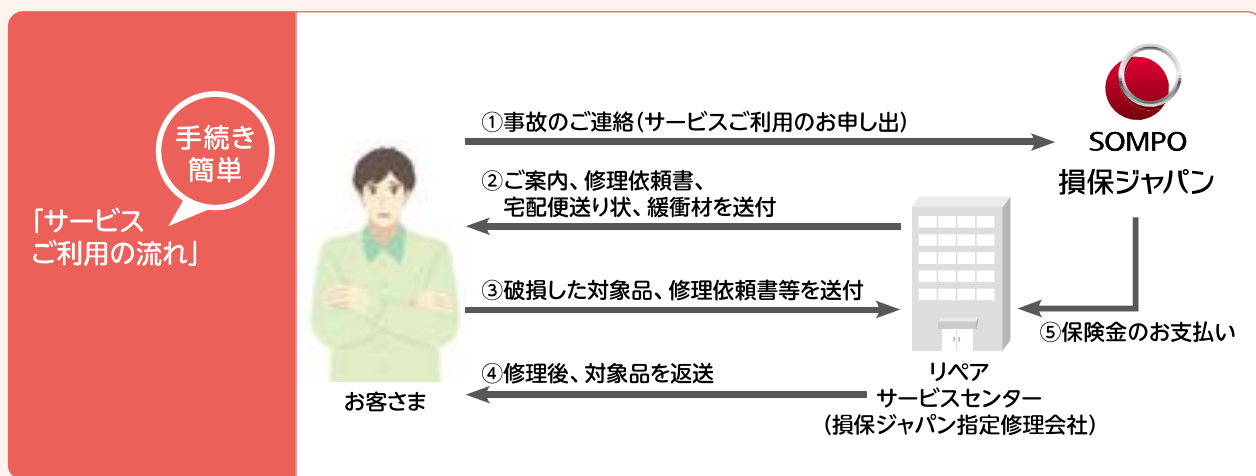 手続き
簡単
「サービス
ご利用の流れ」
①事故のご連絡（サービスご利用のお申し出）
SOMPO
損保ジャパン
②ご案内、修理依頼書、
宅配便送り状、緩衝材を送付
③破損した対象品、修理依頼書等を送付
⑤保険金のお支払い
④修理後、対象品を返送
お客さま
リペア
サービスセンター
（損保ジャパン指定修理会社）